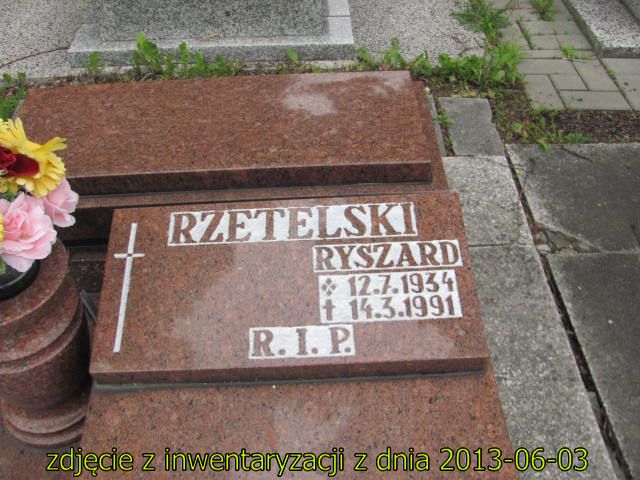 RZETELSKI
RYSZARD
12.7.1934
14.3.1991
R.I.P.
zdjęcie z inwentaryzacji z dnia 2013-06-03